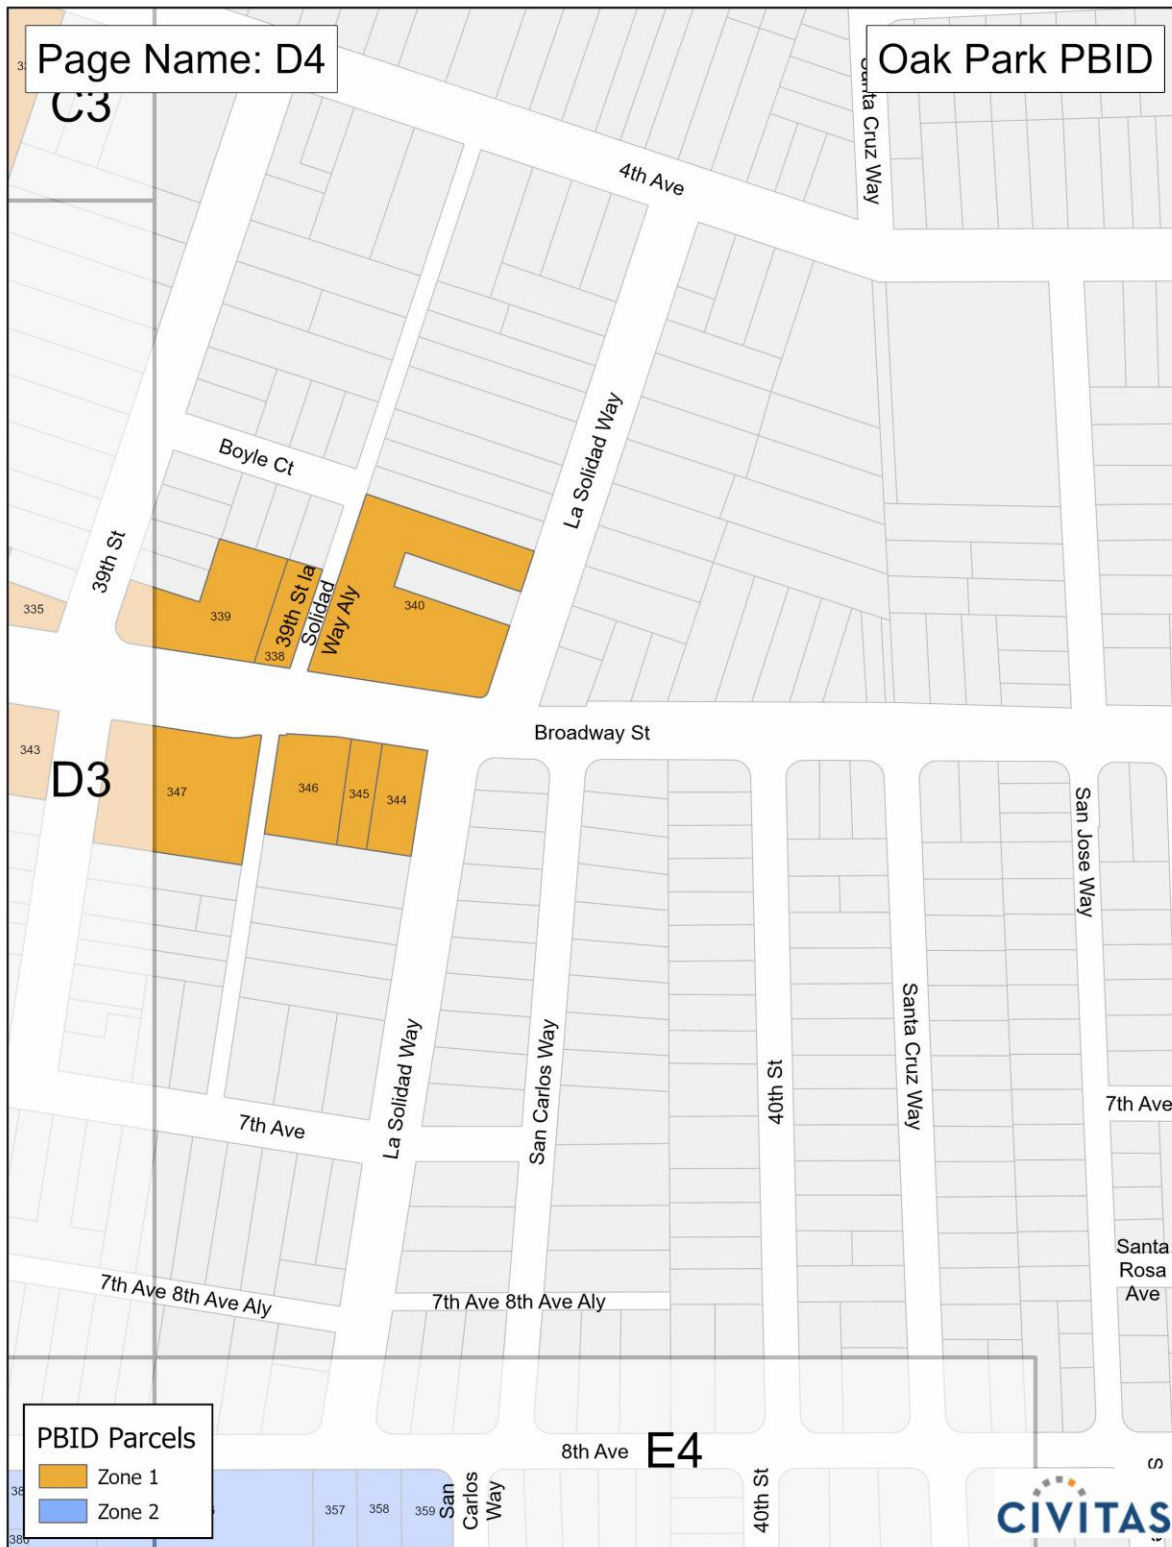 Page Name: D4
Oak Park PBID
C3
Santa Cruz Way
4th Ave
La Solidad Way
Boyle Ct
39th St
39th St la
Solidad
Way Aly
335
339
338
340
Broadway St
343
D3
347
346
345
344
San Jose Way
Santa Cruz Way
La Solidad Way
San Carlos Way
40th St
7th Ave
7th Ave
Santa
Rosa
Ave
7th Ave 8th Ave Aly
7th Ave 8th Ave Aly
8th Ave
E4
PBID Parcels
Zone 1
Zone 2
357
358
359
San
Carlos
Way
40th St
CIVITAS